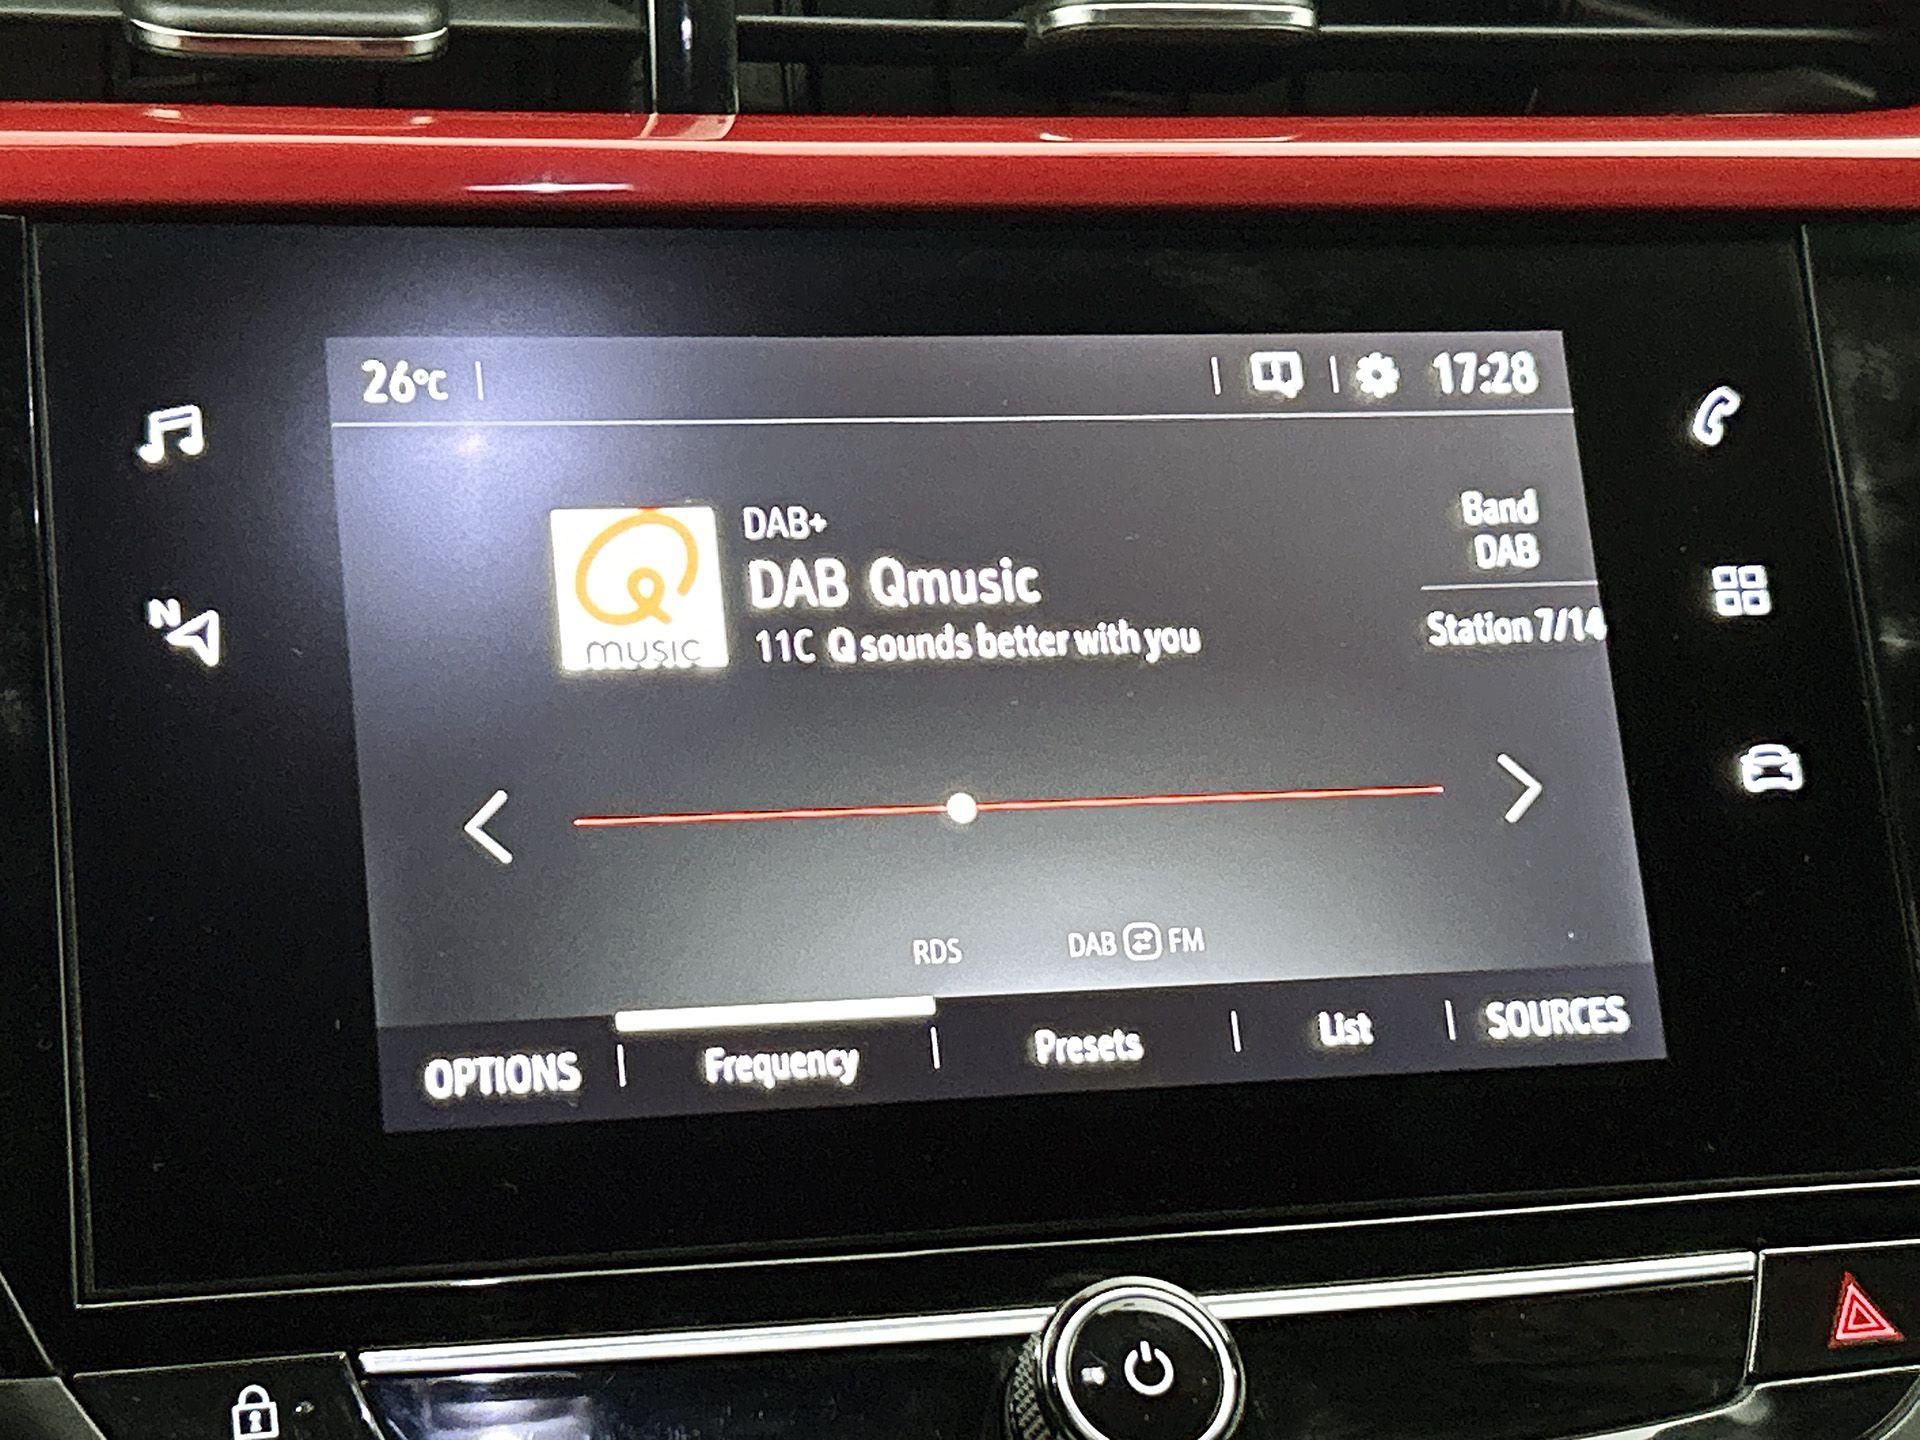 26°C
17:28
N
music
DAB+
DAB Qmusic
11C Q sounds better with you
Band
DAB
Station 7/14
RDS
DAB FM
OPTIONS
Frequency
Presets
List
SOURCES